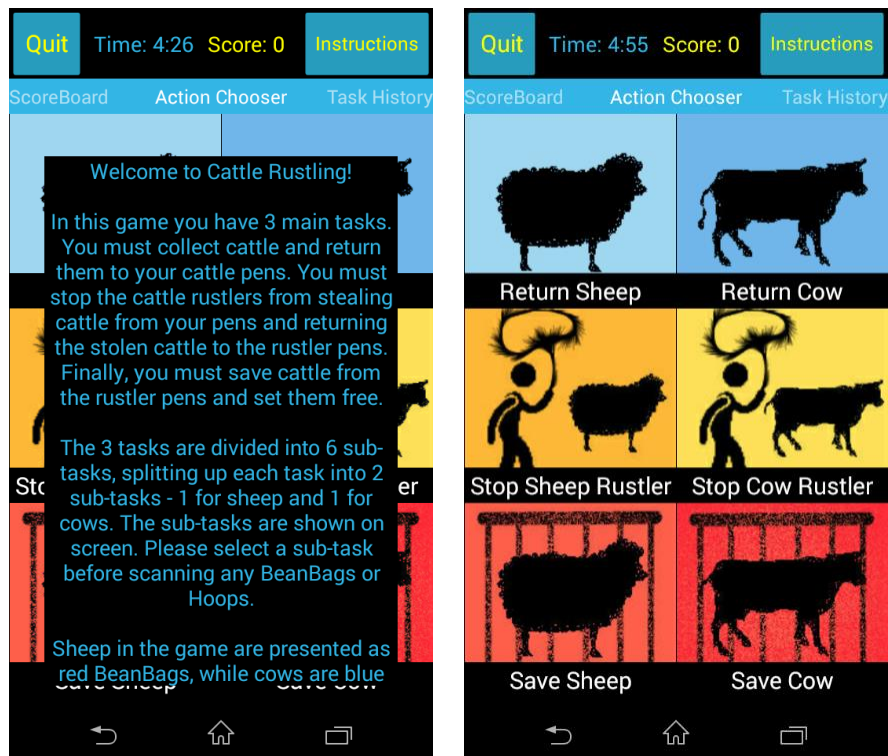 Quit Time: 4:26 Score: 0 Instructions
ScoreBoard Action Chooser Task History
Welcome to Cattle Rustling!
In this game you have 3 main tasks.
You must collect cattle and return
them to your cattle pens. You must
stop the cattle rustlers from stealing
cattle from your pens and returning
the stolen cattle to the rustler pens.
Finally, you must save cattle from
the rustler pens and set them free.
The 3 tasks are divided into 6 sub-
tasks, splitting up each task into 2
sub-tasks - 1 for sheep and 1 for
cows. The sub-tasks are shown on
screen. Please select a sub-task
before scanning any BeanBags or
Hoops.
Sheep in the game are presented as
red BeanBags, while cows are blue
Save Sheep Save Cow
Quit Time: 4:55 Score: 0 Instructions
ScoreBoard Action Chooser Task History
Return Sheep Return Cow
Stop Sheep Rustler Stop Cow Rustler
Save Sheep Save Cow